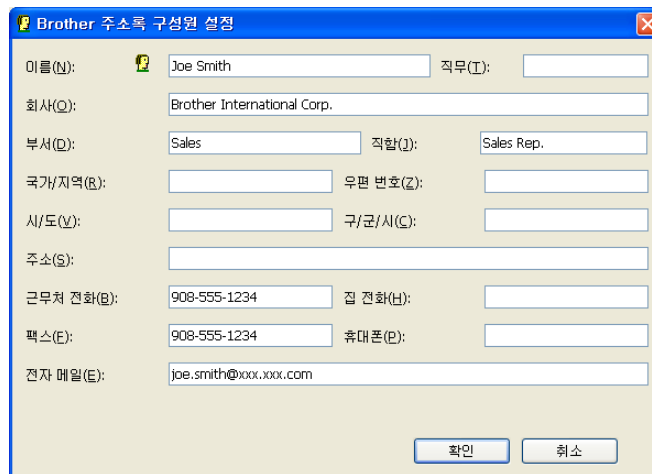 Brother 주소록 구성원 설정
이름(N): Joe Smith 직무(T):
회사(O): Brother International Corp.
부서(D): Sales 직함(J): Sales Rep.
국가/지역(R): 우편 번호(Z):
시/도(V): 구/군/시(C):
주소(S):
근무처 전화(B): 908-555-1234 집 전화(H):
팩스(F): 908-555-1234 휴대폰(P):
전자 메일(E): joe.smith@xxx.xxx.com
확인 취소